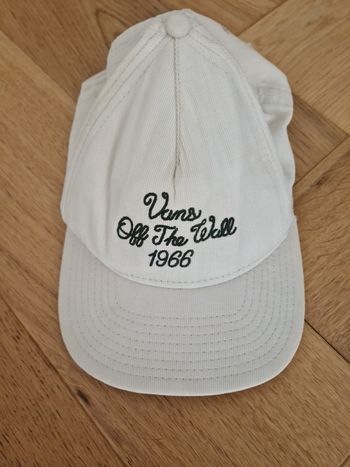 Vans
Off The Wall
1966